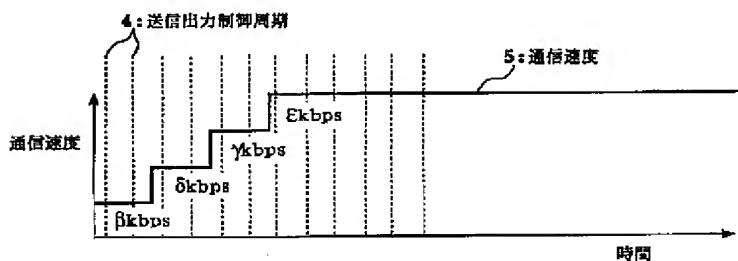 4:送信出力制御周期
5:通信速度
通信速度
εkbps
γkbps
δkbps
βkbps
時間